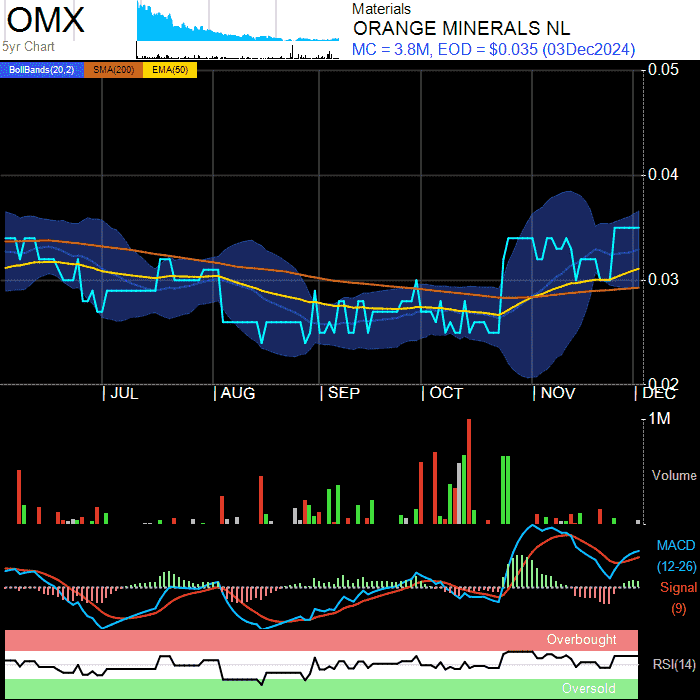 OMX
5yr Chart
Materials
ORANGE MINERALS NL
MC = 3.8M, EOD = $0.035 (03Dec2024)
BollBands(20,2) SMA(200) EMA(50)
0.05
0.04
0.03
0.02
| JUL | AUG | SEP | OCT | NOV | DEC
1M
Volume
MACD
(12-26)
Signal
(9)
Overbought
RSI(14)
Oversold